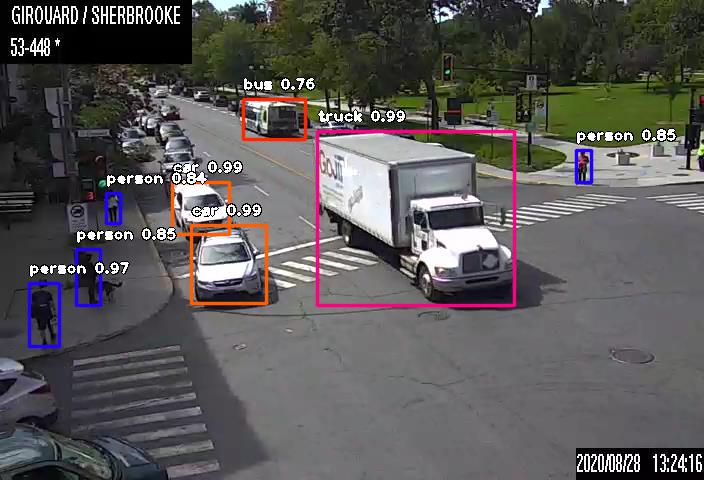 GIROUARD / SHERBROOKE
53-448 *
bus 0.76
truck 0.99
person 0.85
car 0.99
person 0.84
car 0.99
person 0.85
person 0.97
2020/08/28 13:24:16